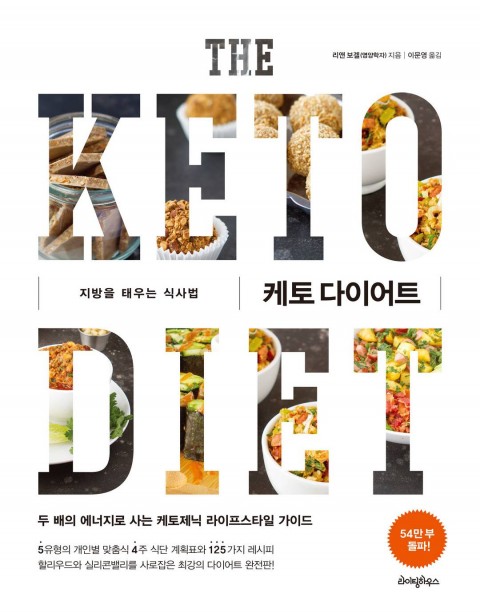 THE
리앤 보겔(영양학자) 지음 | 이문영 옮김
KETO
지방을 태우는 식사법
케토 다이어트
DIET
두 배의 에너지로 사는 케토제닉 라이프스타일 가이드
5유형의 개인별 맞춤식 4주 식단 계획표와 125가지 레시피
할리우드와 실리콘밸리를 사로잡은 최강의 다이어트 완전판!
54만 부
돌파!
라이팅하우스